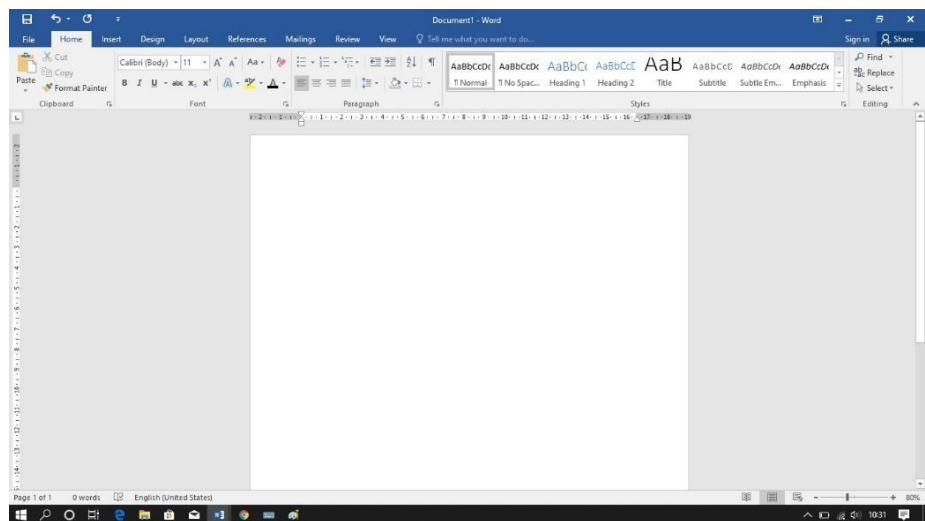 Document1 - Word
File Home Insert Design Layout References Mailings Review View Tell me what you want to do... Sign in Share
Paste
Cut
Copy
Format Painter
Clipboard
Calibri (Body) 11
Font
Paragraph
AaBbCcDc AaBbCcDc AaBbCc AaBbCcC AaB AaBbCcC AaBbCcDc AaBbCcDc
¶ Normal ¶ No Spac... Heading 1 Heading 2 Title Subtitle Subtle Em... Emphasis
Styles
Find
Replace
Select
Editing
Page 1 of 1 0 words English (United States) 80%
10:31